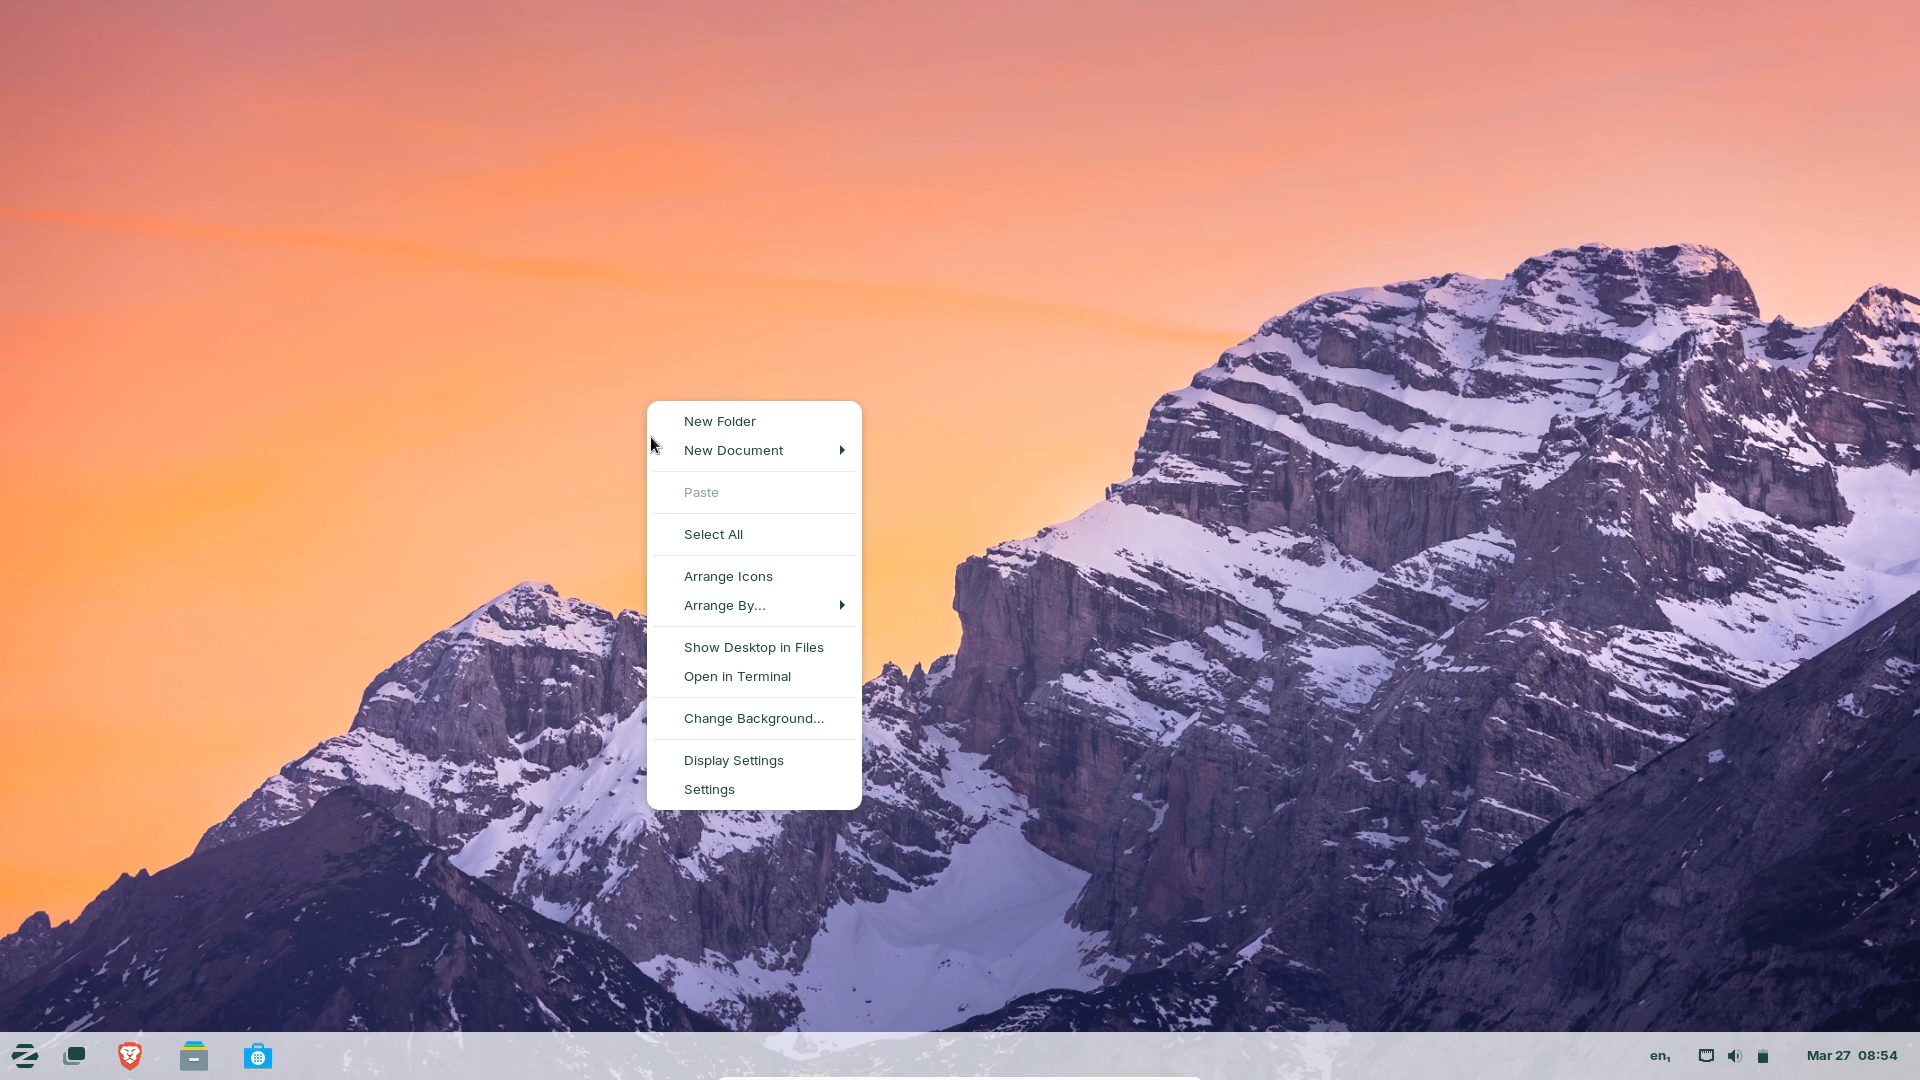 New Folder
New Document
Paste
Select All
Arrange Icons
Arrange By...
Show Desktop in Files
Open in Terminal
Change Background...
Display Settings
Settings
en₁
Mar 27 08:54